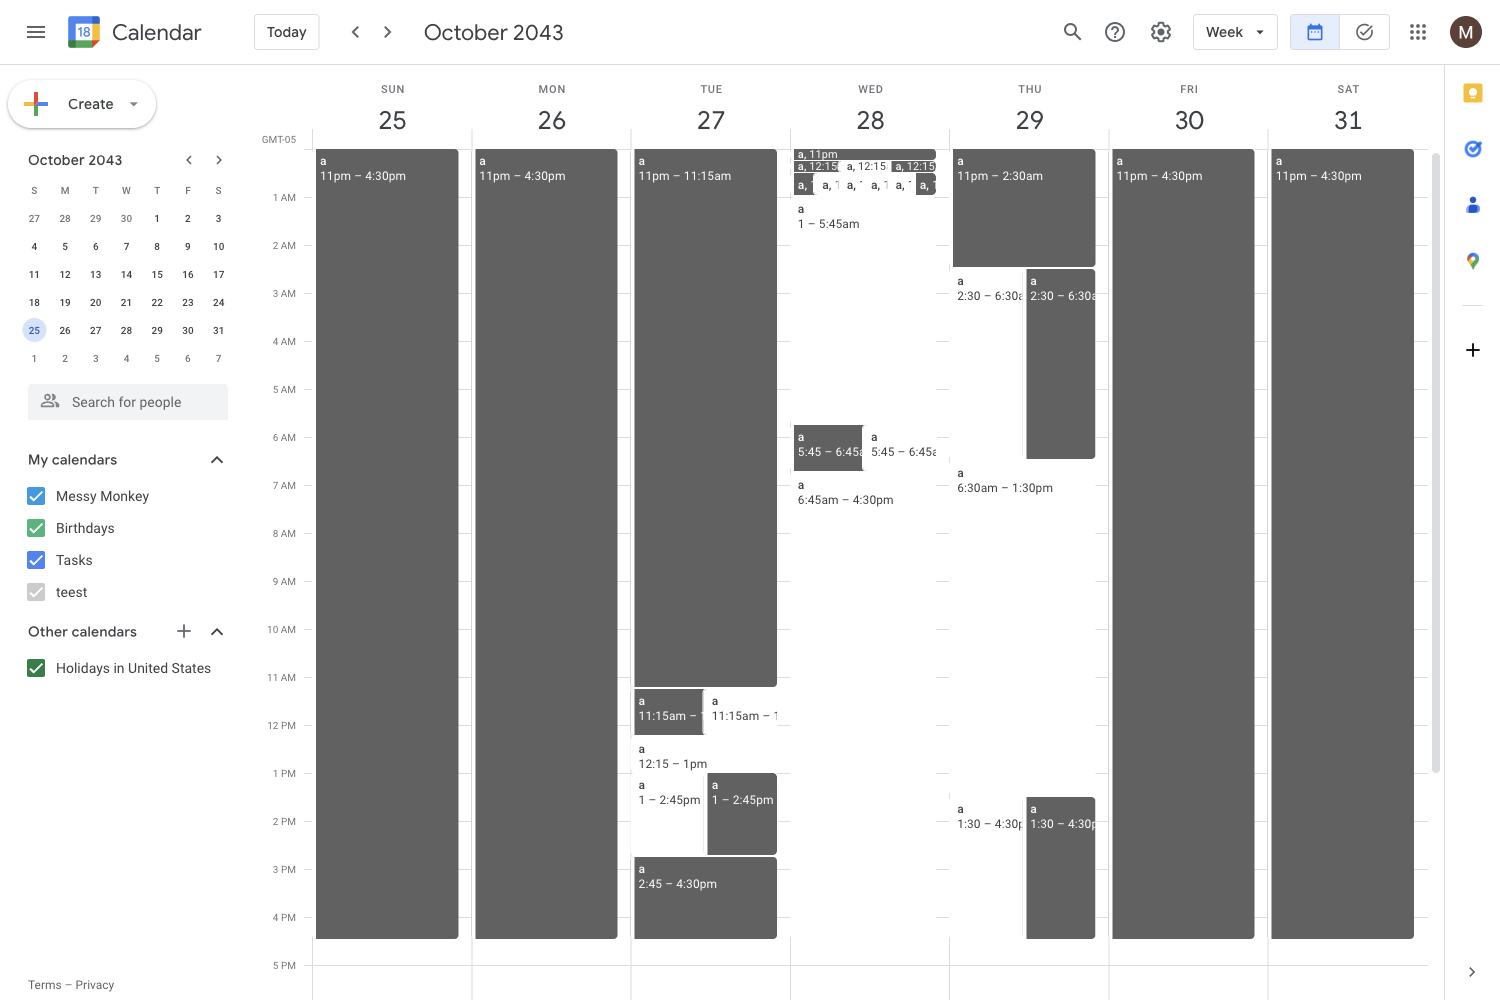 18 Calendar Today October 2043 Week M
Create
October 2043
S M T W T F S
27 28 29 30 1 2 3
4 5 6 7 8 9 10
11 12 13 14 15 16 17
18 19 20 21 22 23 24
25 26 27 28 29 30 31
1 2 3 4 5 6 7
Search for people
My calendars
Messy Monkey
Birthdays
Tasks
teest
Other calendars
Holidays in United States
Terms – Privacy
SUN MON TUE WED THU FRI SAT
25 26 27 28 29 30 31
GMT-05
1 AM
2 AM
3 AM
4 AM
5 AM
6 AM
7 AM
8 AM
9 AM
10 AM
11 AM
12 PM
1 PM
2 PM
3 PM
4 PM
5 PM
a
11pm – 4:30pm
a
11pm – 4:30pm
a
11pm – 11:15am
a
11:15am –
a
11:15am – 1
a
12:15 – 1pm
a
1 – 2:45pm
a
1 – 2:45pm
a
2:45 – 4:30pm
a, 11pm
a, 12:15 a, 12:15 a, 12:15
a, a, 1 a, 1 a, 1 a, a,
a
1 – 5:45am
a
5:45 – 6:45a
a
5:45 – 6:45a
a
6:45am – 4:30pm
a
11pm – 2:30am
a
2:30 – 6:30a
a
2:30 – 6:30a
a
6:30am – 1:30pm
a
1:30 – 4:30p
a
1:30 – 4:30p
a
11pm – 4:30pm
a
11pm – 4:30pm